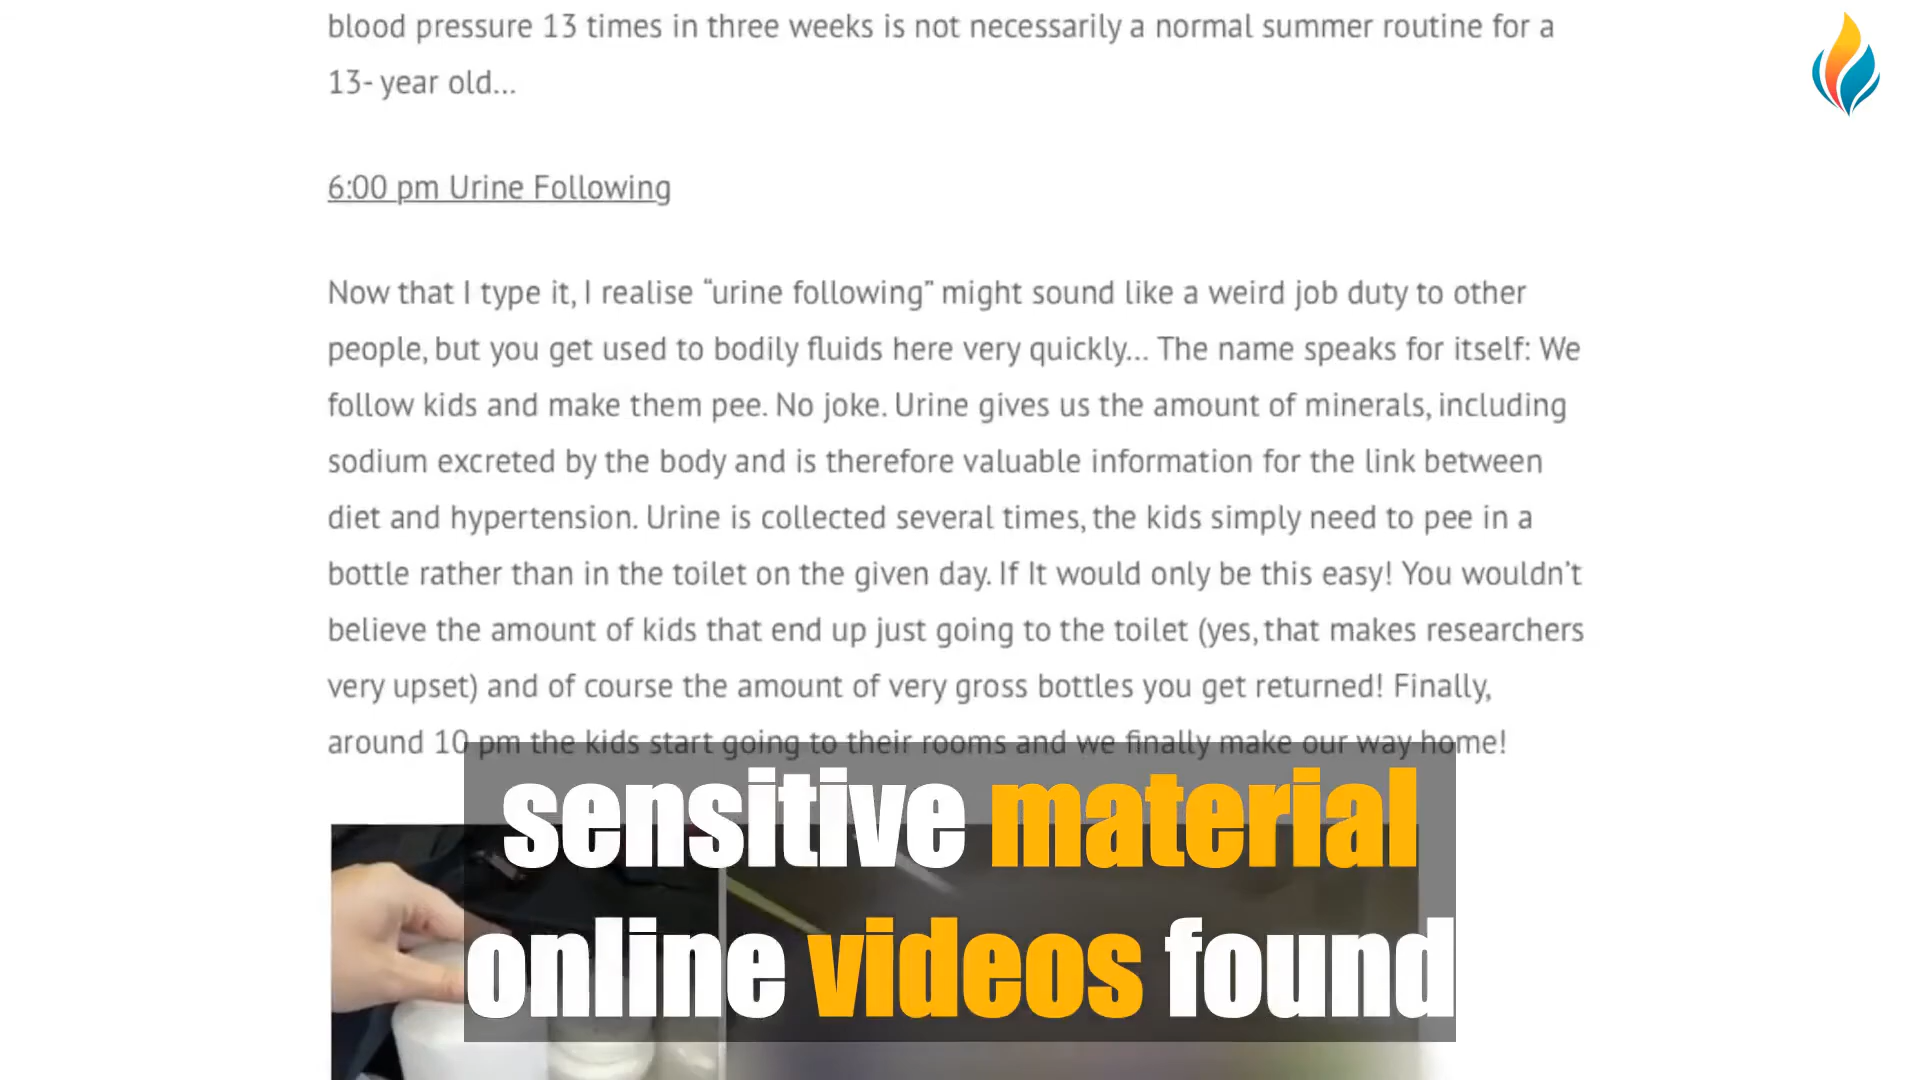 blood pressure 13 times in three weeks is not necessarily a normal summer routine for a
13- year old...
6:00 pm Urine Following
Now that I type it, I realise “urine following” might sound like a weird job duty to other
people, but you get used to bodily fluids here very quickly... The name speaks for itself: We
follow kids and make them pee. No joke. Urine gives us the amount of minerals, including
sodium excreted by the body and is therefore valuable information for the link between
diet and hypertension. Urine is collected several times, the kids simply need to pee in a
bottle rather than in the toilet on the given day. If It would only be this easy! You wouldn’t
believe the amount of kids that end up just going to the toilet (yes, that makes researchers
very upset) and of course the amount of very gross bottles you get returned! Finally,
around 10 pm the kids start going to their rooms and we finally make our way home!
sensitive material
online videos found